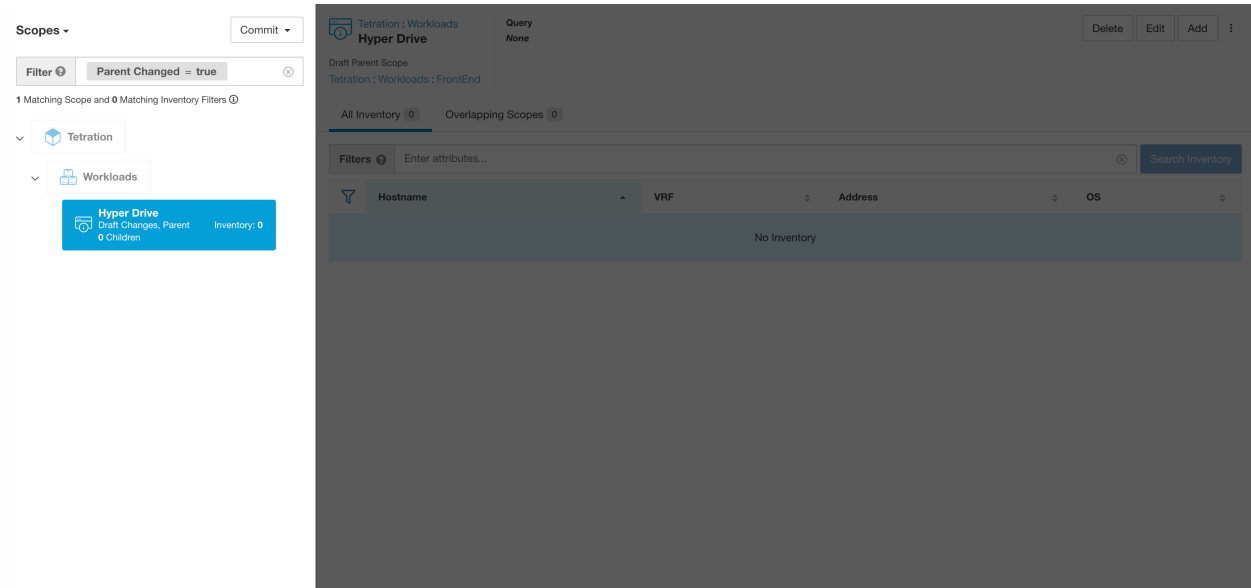 Scopes
Commit
Filter
Parent Changed = true
1 Matching Scope and 0 Matching Inventory Filters
Tetration
Workloads
Hyper Drive
Draft Changes, Parent
Inventory: 0
0 Children
Tetration : Workloads
Hyper Drive
Query
None
Delete
Edit
Add
Draft Parent Scope
Tetration : Workloads : FrontEnd
All Inventory 0
Overlapping Scopes 0
Filters
Enter attributes...
Search Inventory
Hostname
VRF
Address
OS
No Inventory